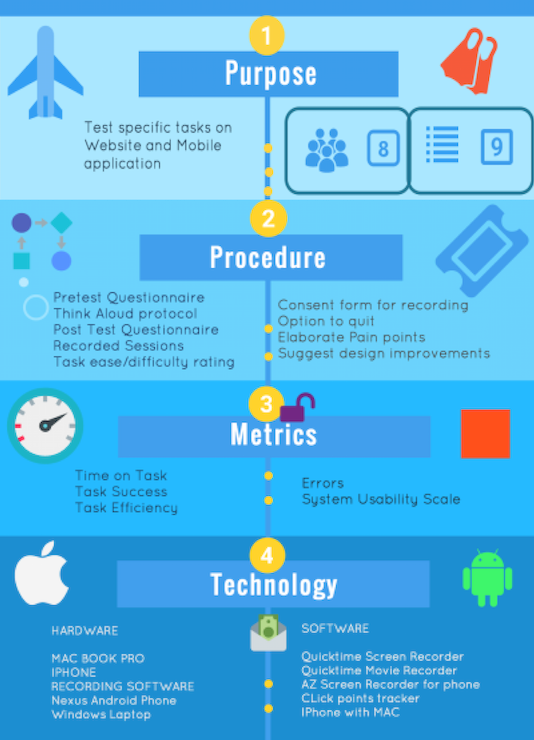 1
Purpose
Test specific tasks on
Website and Mobile
application
8
9
2
Procedure
Pretest Questionnaire
Think Aloud protocol
Post Test Questionnaire
Recorded Sessions
Task ease/difficulty rating
Consent form for recording
Option to quit
Elaborate Pain points
Suggest design improvements
3
Metrics
Time on Task
Task Success
Task Efficiency
Errors
System Usability Scale
4
Technology
HARDWARE
MAC BOOK PRO
IPHONE
RECORDING SOFTWARE
Nexus Android Phone
Windows Laptop
SOFTWARE
Quicktime Screen Recorder
Quicktime Movie Recorder
AZ Screen Recorder for phone
CLick points tracker
IPhone with MAC